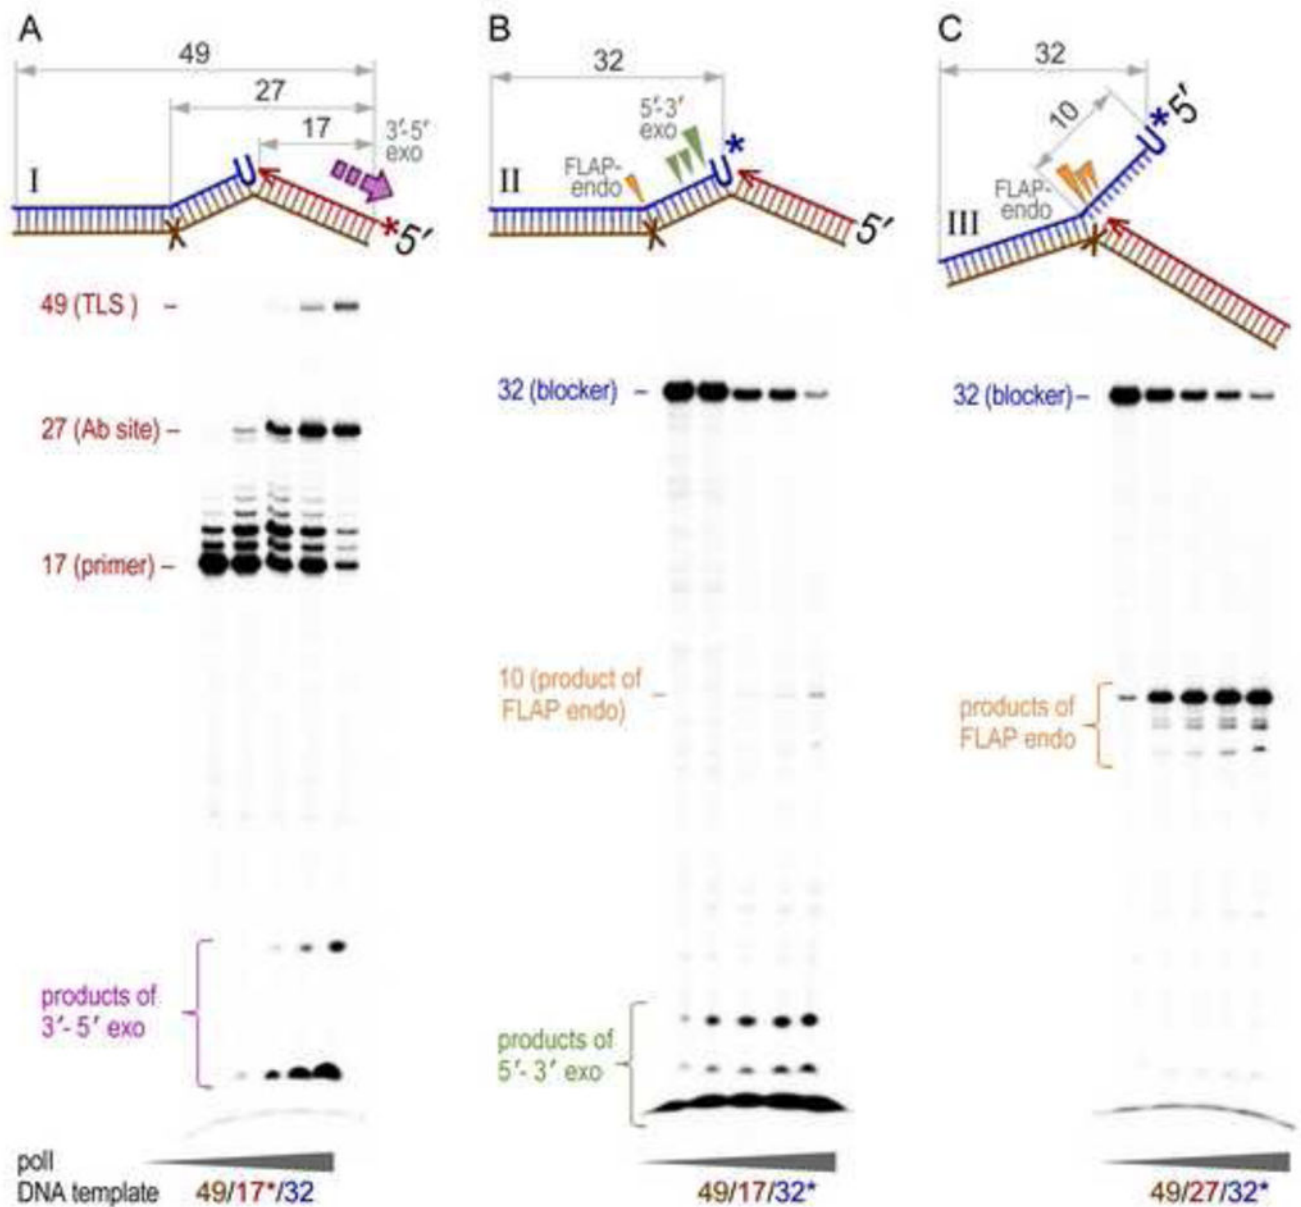 A
49
27
17
3′-5′
exo
I
U
*5′
X
49 (TLS )
27 (Ab site)
17 (primer)
products of
3′- 5′ exo
polI
DNA template
49/17*/32
B
32
5′-3′
exo
*
FLAP-
endo
U
II
5′
X
32 (blocker)
10 (product of
FLAP endo)
products of
5′- 3′ exo
49/17/32*
C
32
10
*5′
U
FLAP-
endo
III
X
32 (blocker)
products of
FLAP endo
49/27/32*